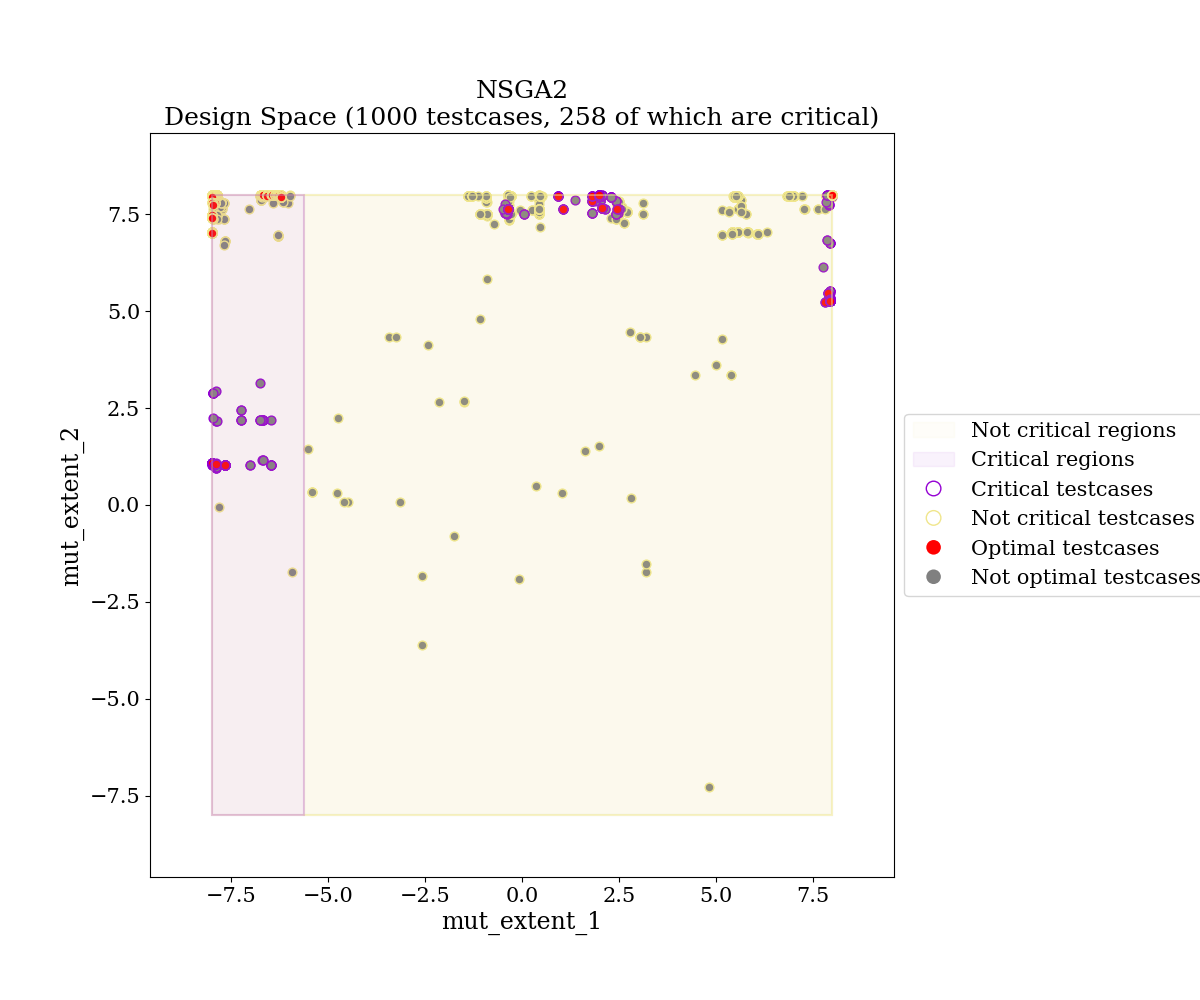 NSGA2
Design Space (1000 testcases, 258 of which are critical)
7.5
5.0
2.5
0.0
−2.5
−5.0
−7.5
mut_extent_2
−7.5
−5.0
−2.5
0.0
2.5
5.0
7.5
mut_extent_1
Not critical regions
Critical regions
Critical testcases
Not critical testcases
Optimal testcases
Not optimal testcases